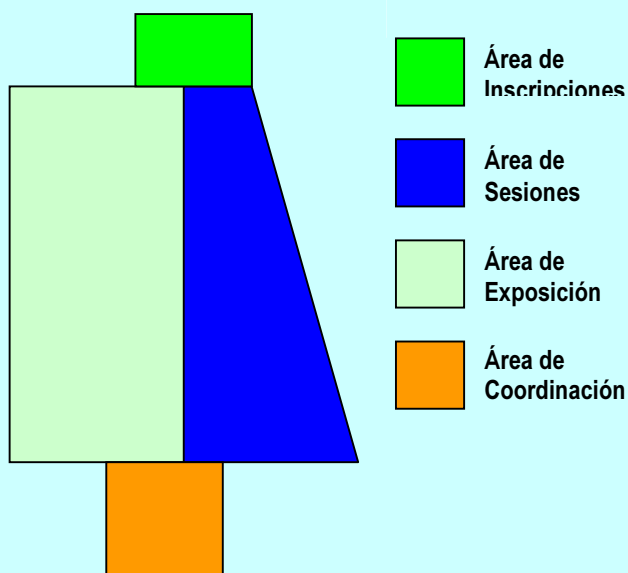 Área de
Inscripciones
Área de
Sesiones
Área de
Exposición
Área de
Coordinación